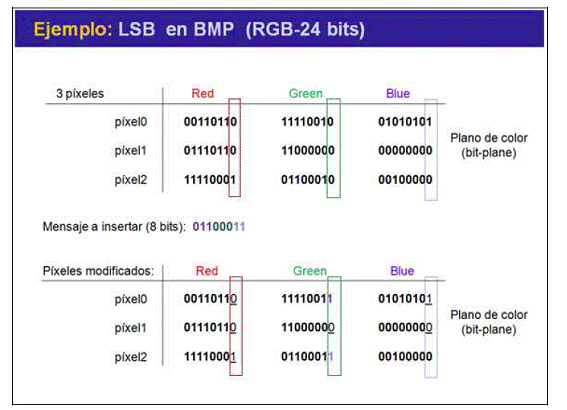 Ejemplo: LSB en BMP (RGB-24 bits)
3 píxeles Red Green Blue
píxel0 00110110 11110010 01010101
píxel1 01110110 11000000 00000000
píxel2 11110001 01100010 00100000
Plano de color
(bit-plane)
Mensaje a insertar (8 bits): 01100011
Píxeles modificados: Red Green Blue
píxel0 00110110 11110011 01010101
píxel1 01110110 11000000 00000000
píxel2 11110001 01100011 00100000
Plano de color
(bit-plane)